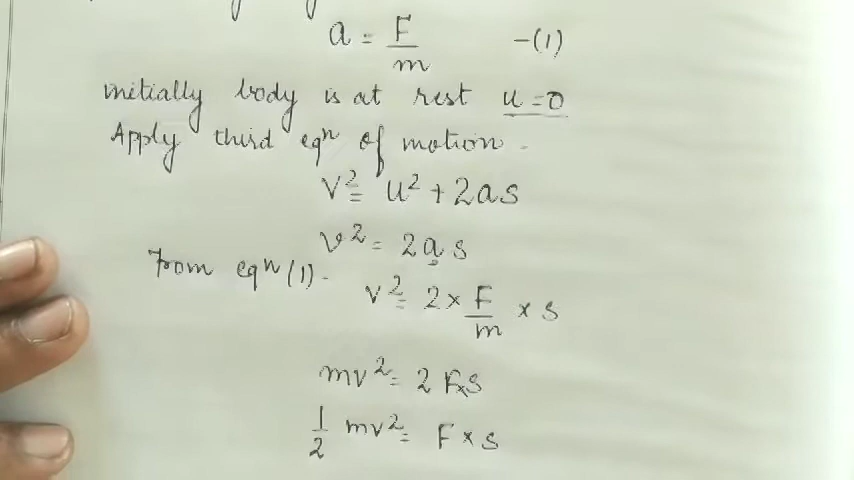 a = F/m -(1)
initially body is at rest u = 0
Apply third eqn of motion -
V² = u² + 2as
v² = 2as
From eqn (1) -
v² = 2 × F/m × s
mv² = 2F×s
1/2 mv² = F × s